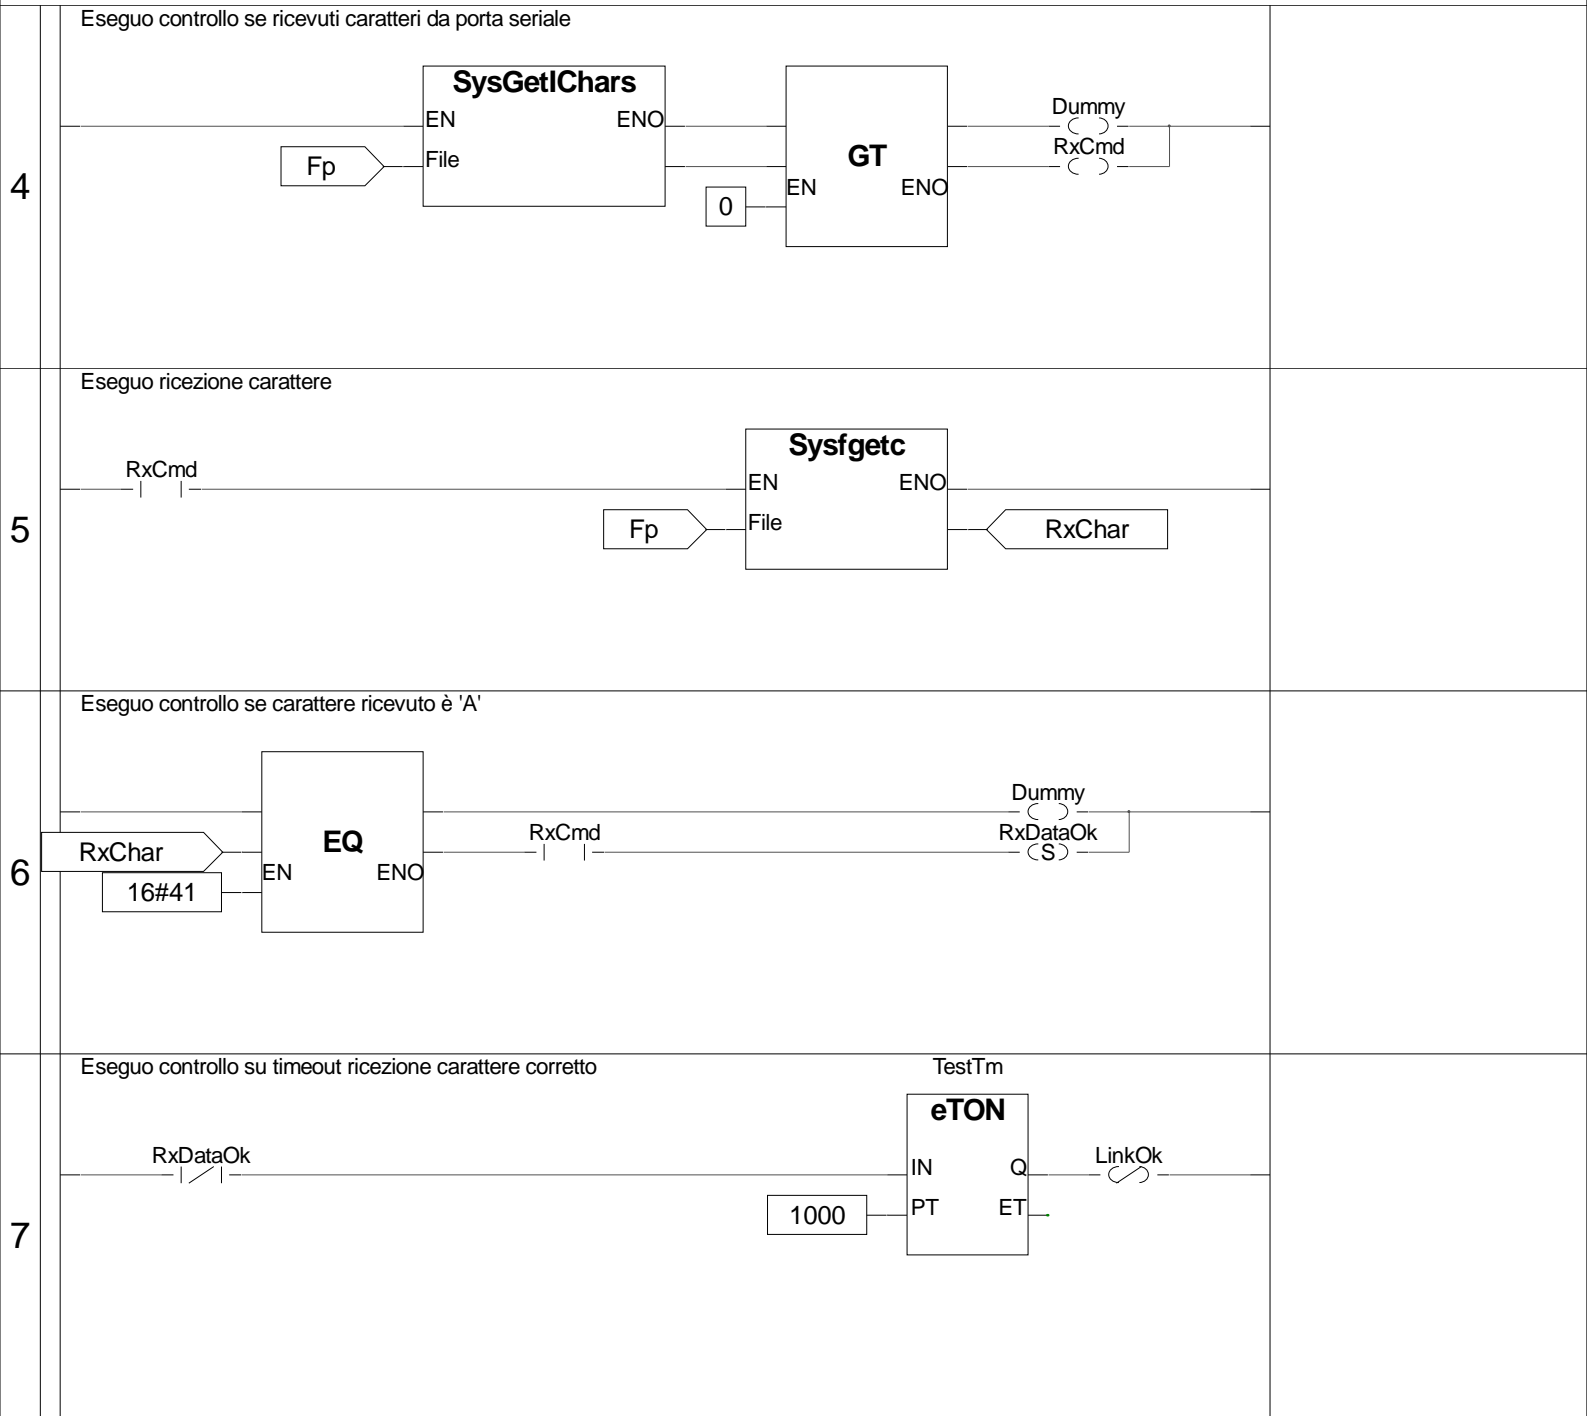 Eseguo controllo se ricevuti caratteri da porta seriale
SysGetIChars
EN ENO
Fp File
GT
EN ENO
0
Dummy
RxCmd
4
Eseguo ricezione carattere
RxCmd
Sysfgetc
EN ENO
Fp File RxChar
5
Eseguo controllo se carattere ricevuto è 'A'
Dummy
RxChar EQ RxCmd RxDataOk
S
EN ENO
16#41
6
Eseguo controllo su timeout ricezione carattere corretto
TestTm
eTON
RxDataOk IN Q LinkOk
1000 PT ET
7